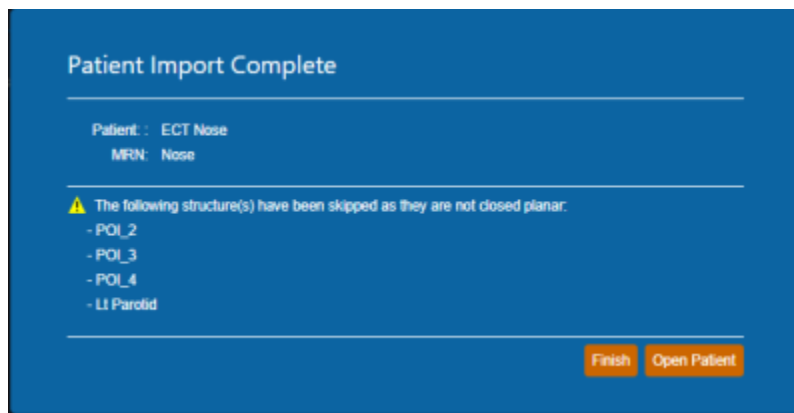 Patient Import Complete
Patient: : ECT Nose
MRN: Nose
The following structure(s) have been skipped as they are not closed planar:
- POI_2
- POI_3
- POI_4
- Lt Parotid
Finish Open Patient